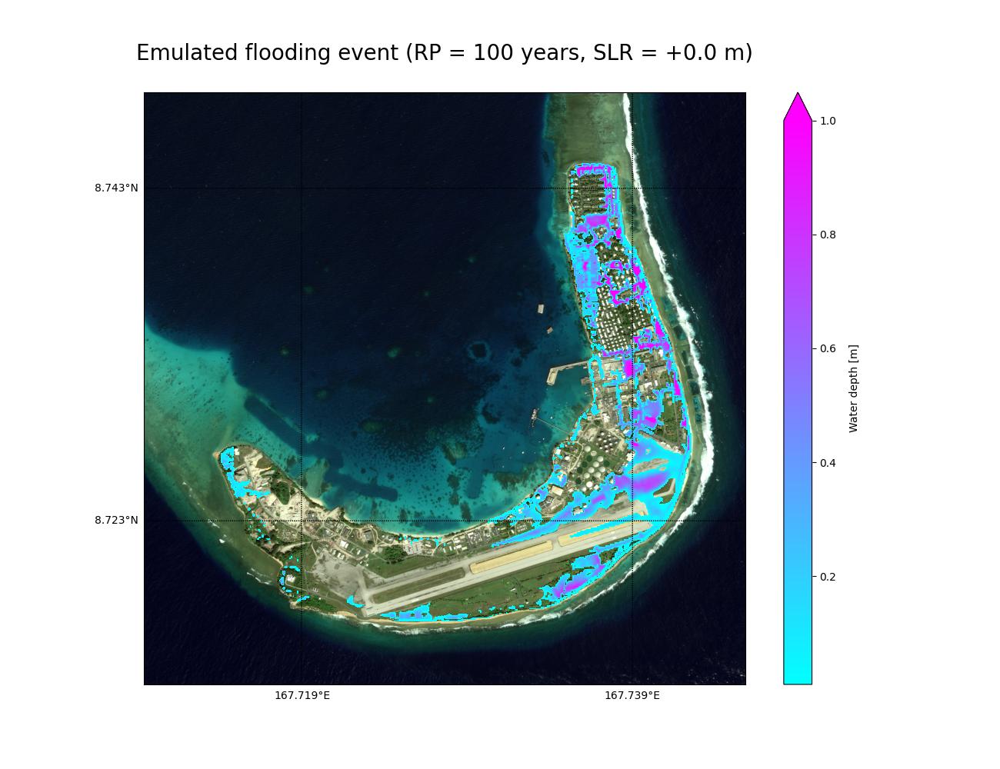 Emulated flooding event (RP = 100 years, SLR = +0.0 m)
8.743°N
8.723°N
167.719°E
167.739°E
1.0
0.8
0.6
0.4
0.2
Water depth [m]